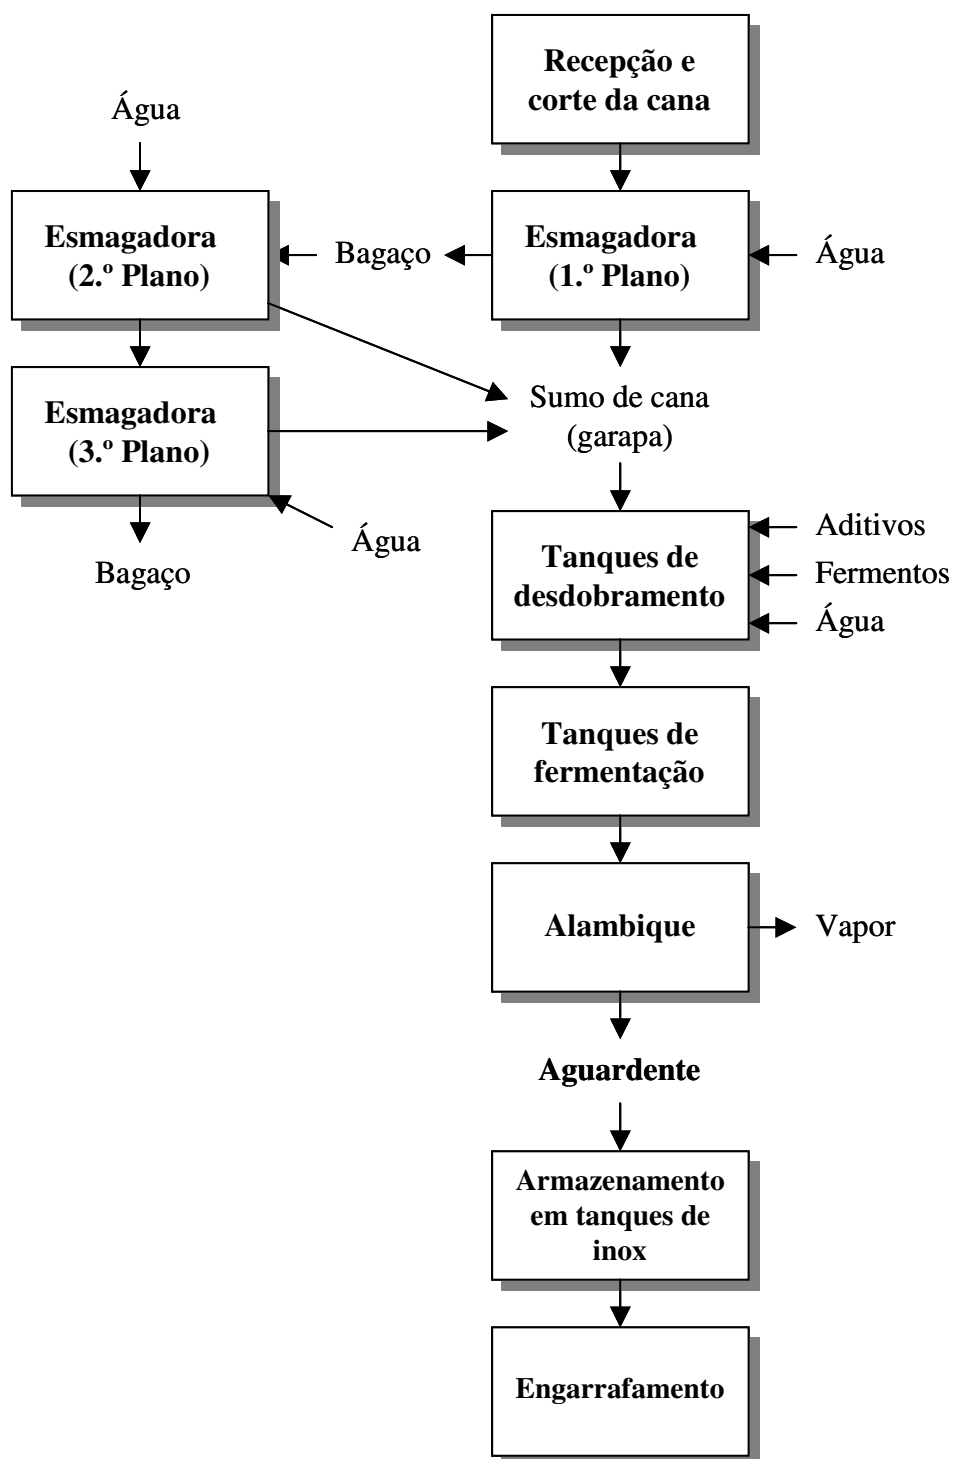 Recepção e
corte da cana
Água
Esmagadora
(2.º Plano)
Bagaço
Esmagadora
(1.º Plano)
Água
Esmagadora
(3.º Plano)
Sumo de cana
(garapa)
Água
Bagaço
Tanques de
desdobramento
Aditivos
Fermentos
Água
Tanques de
fermentação
Alambique
Vapor
Aguardente
Armazenamento
em tanques de
inox
Engarrafamento